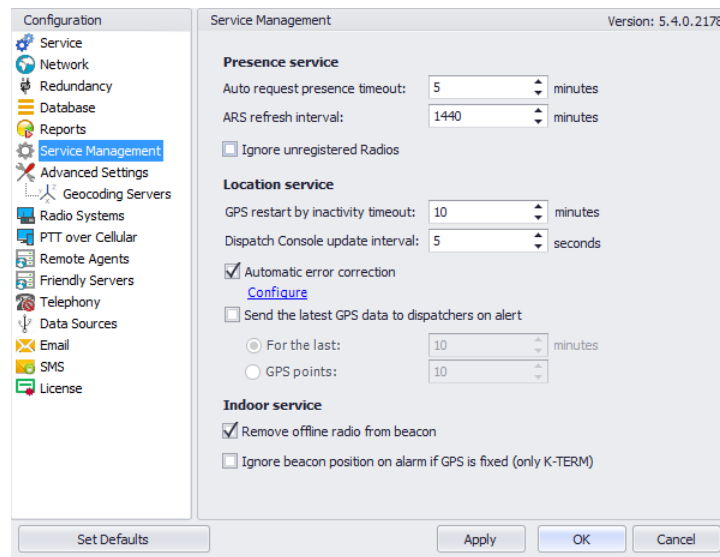 Configuration
Service
Network
Redundancy
Database
Reports
Service Management
Advanced Settings
Geocoding Servers
Radio Systems
PTT over Cellular
Remote Agents
Friendly Servers
Telephony
Data Sources
Email
SMS
License
Service Management Version: 5.4.0.2178
Presence service
Auto request presence timeout: 5 minutes
ARS refresh interval: 1440 minutes
Ignore unregistered Radios
Location service
GPS restart by inactivity timeout: 10 minutes
Dispatch Console update interval: 5 seconds
Automatic error correction
Configure
Send the latest GPS data to dispatchers on alert
For the last: 10 minutes
GPS points: 10
Indoor service
Remove offline radio from beacon
Ignore beacon position on alarm if GPS is fixed (only K-TERM)
Set Defaults Apply OK Cancel